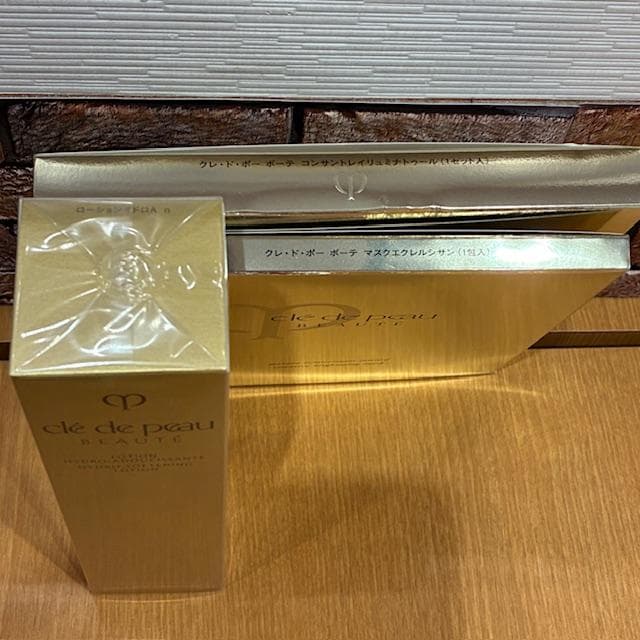 クレ・ド・ポー ボーテ コンサントレイリュミナトゥール(1セット入)
クレ・ド・ポー ボーテ マスクエクレルシサン(1包入)
clé de peau
BEAUTÉ
ローションイドロA n
clé de peau
BEAUTÉ
LOTION
HYDRO-ADOUCISSANTE
HYDRO-SOFTENING
LOTION